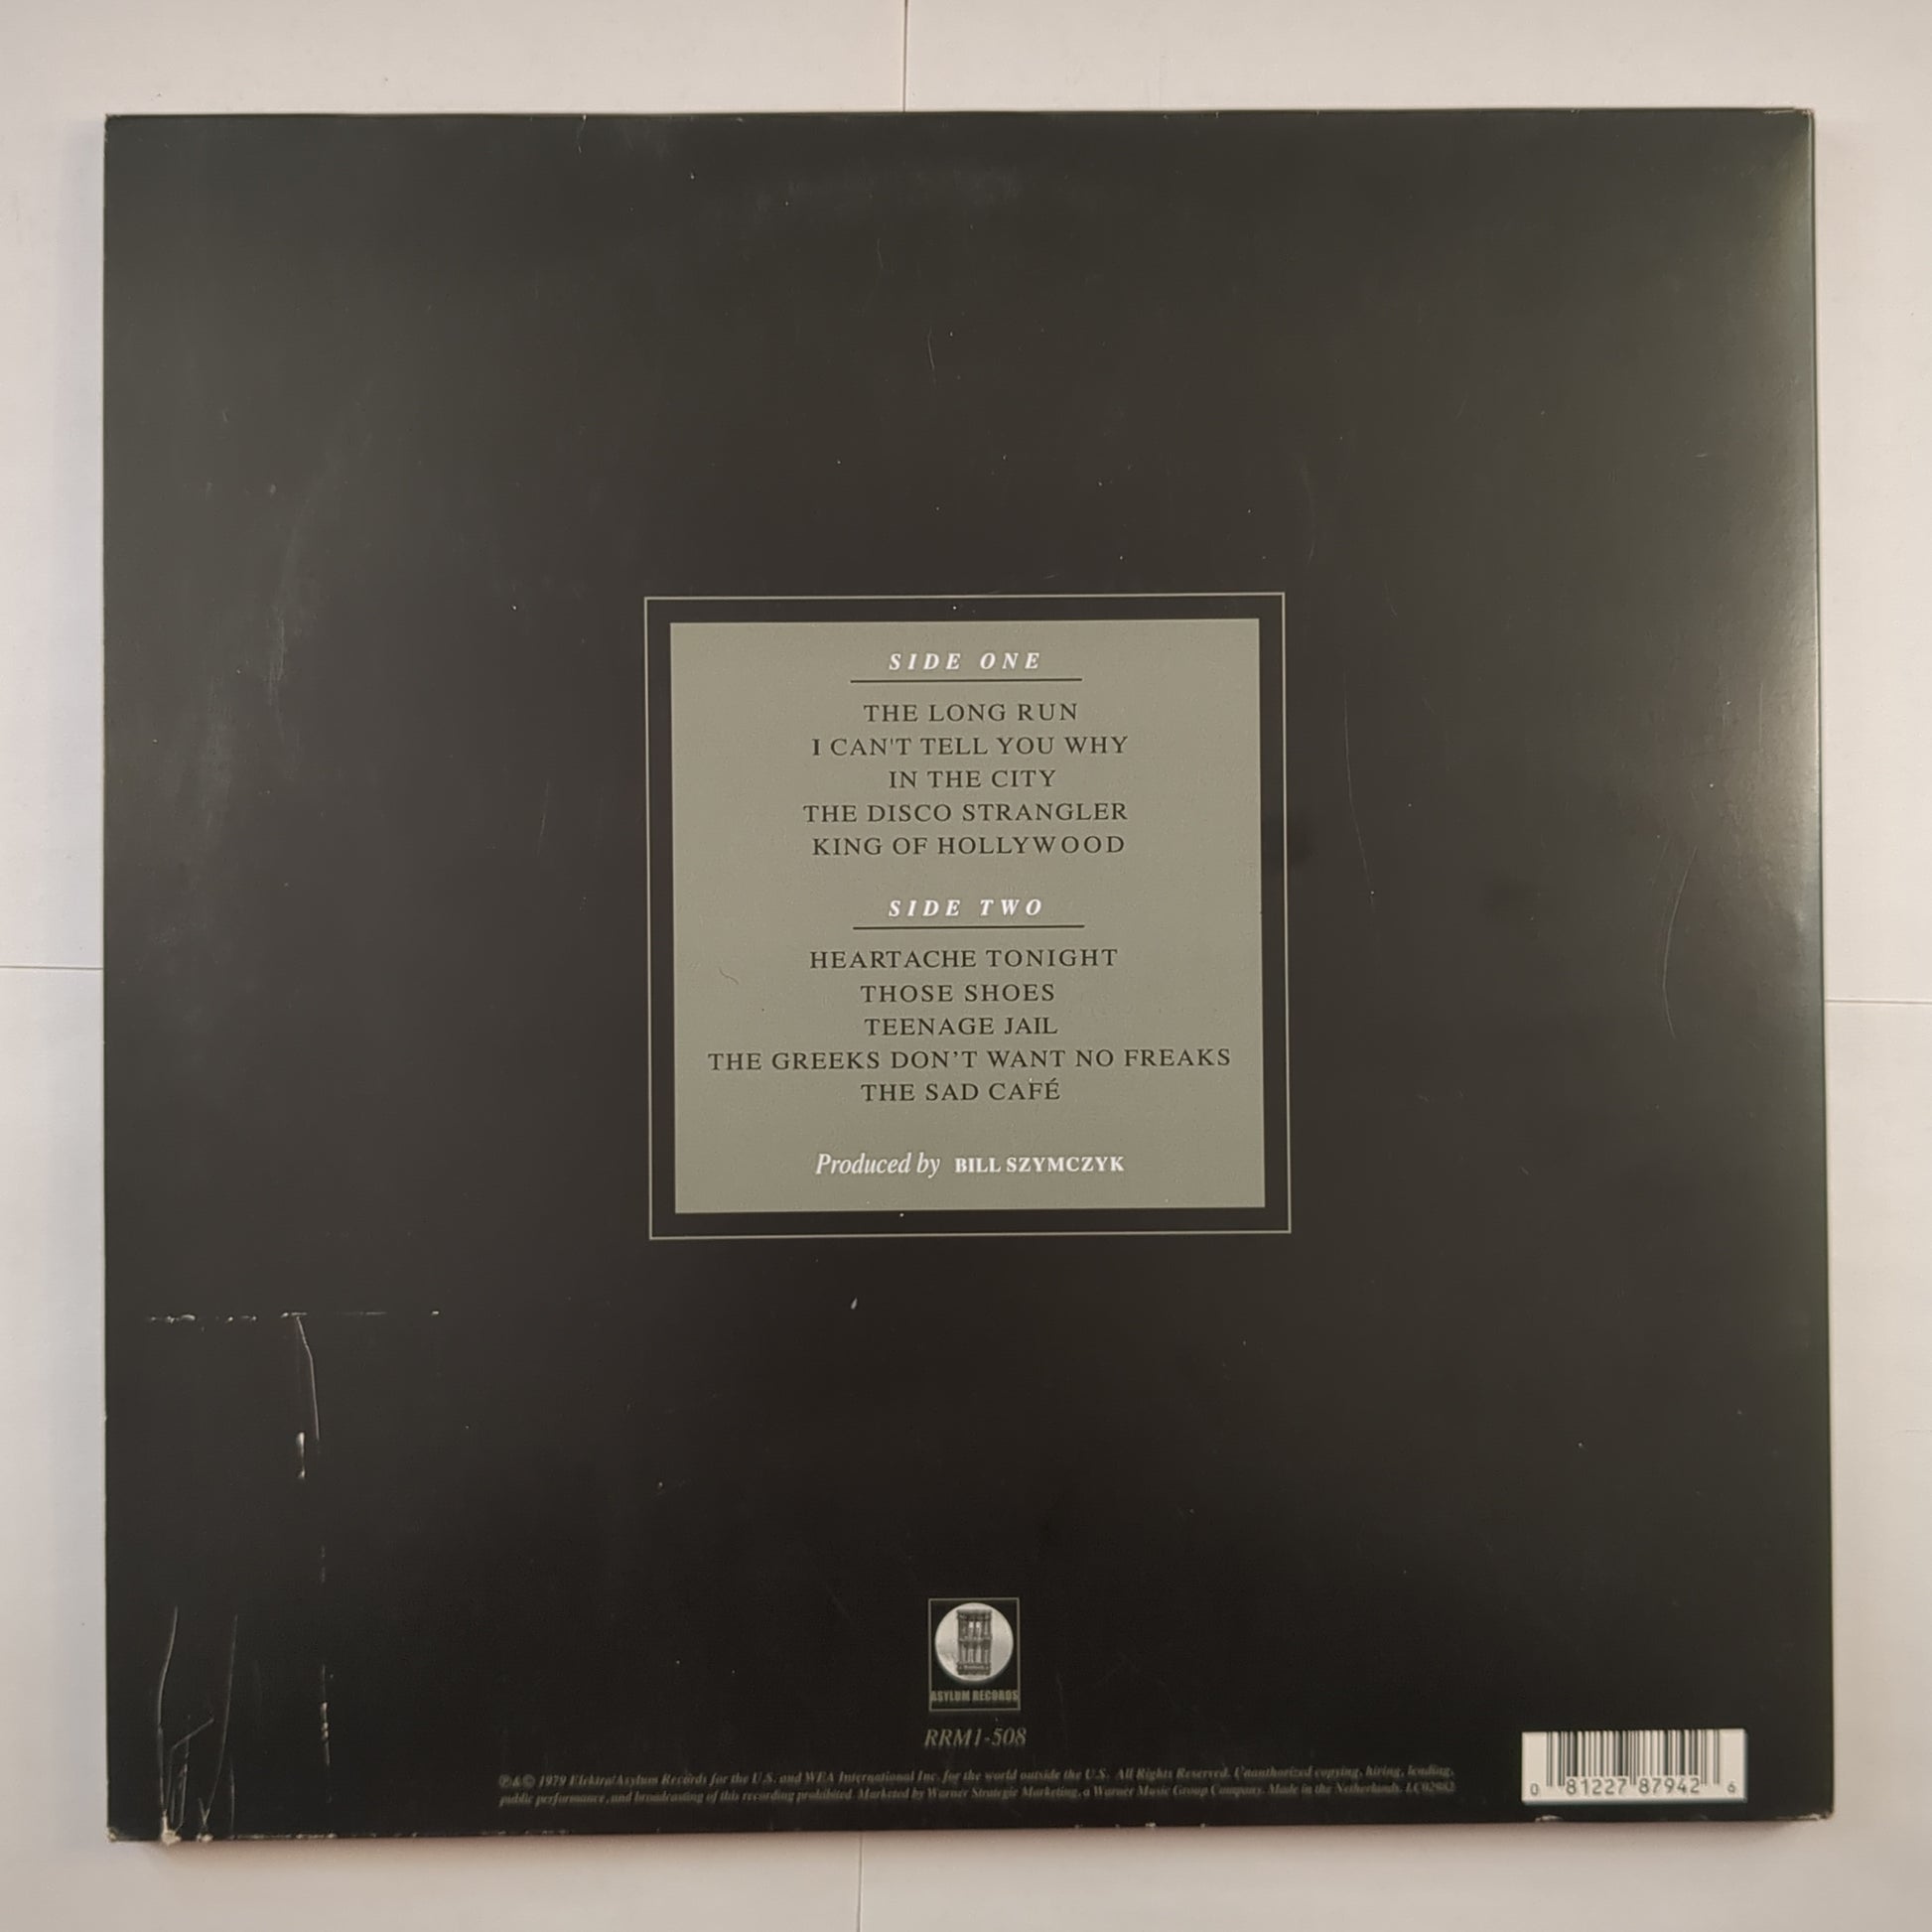 SIDE ONE
THE LONG RUN
I CAN'T TELL YOU WHY
IN THE CITY
THE DISCO STRANGLER
KING OF HOLLYWOOD
SIDE TWO
HEARTACHE TONIGHT
THOSE SHOES
TEENAGE JAIL
THE GREEKS DON’T WANT NO FREAKS
THE SAD CAFÉ
Produced by BILL SZYMCZYK
ASYLUM RECORDS
RRM1-508
℗&© 1979 Elektra/Asylum Records for the U.S. and WEA International Inc. for the world outside the U.S. All Rights Reserved. Unauthorized copying, hiring, lending,
public performance, and broadcasting of this recording prohibited. Marketed by Warner Strategic Marketing, a Warner Music Group Company. Made in the Netherlands. LC02982
0 81227 87942 6